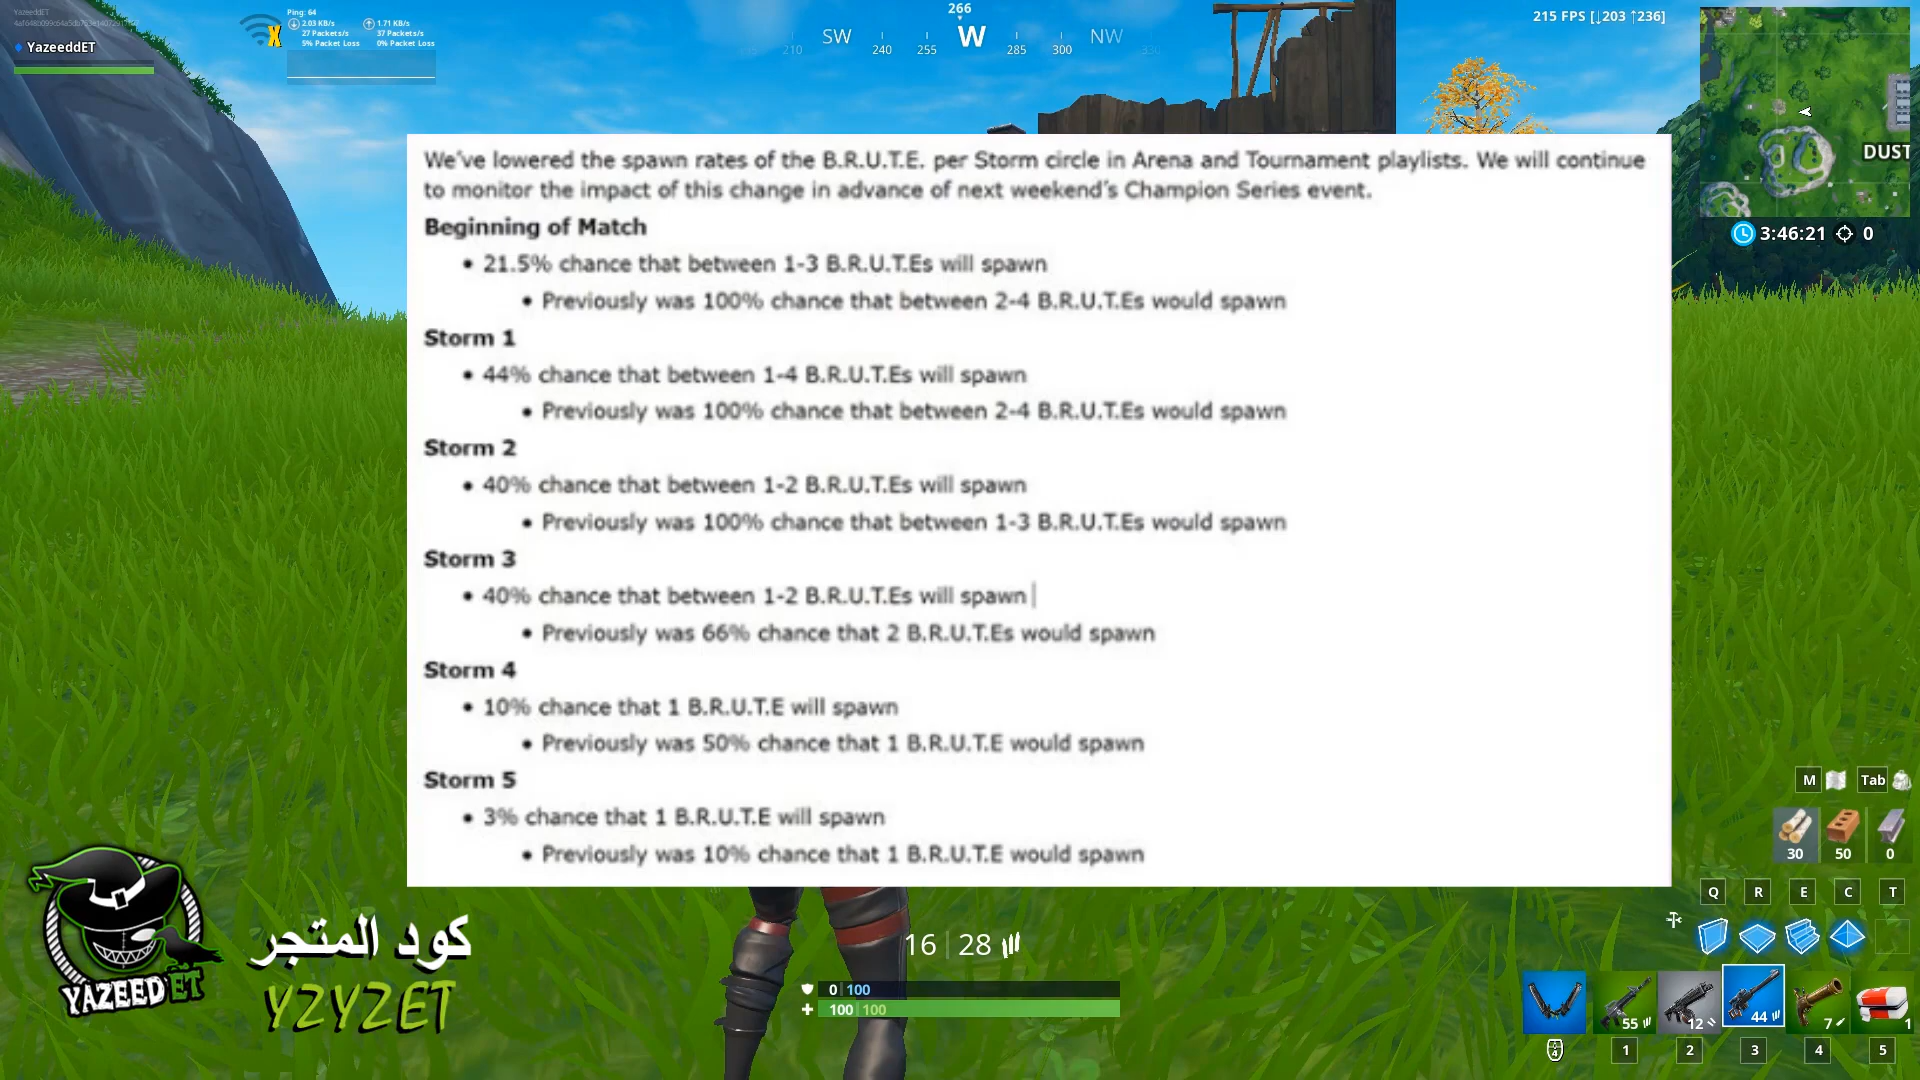 YazeeddET
YazeeddET
Ping: 64
2.03 KB/s 1.71 KB/s
27 Packets/s 37 Packets/s
5% Packet Loss 0% Packet Loss
266
210 SW 240 255 W 285 300 NW 330
215 FPS [↓203 ↑236]
DUST
3:46:21 0
We've lowered the spawn rates of the B.R.U.T.E. per Storm circle in Arena and Tournament playlists. We will continue
to monitor the impact of this change in advance of next weekend's Champion Series event.
Beginning of Match
• 21.5% chance that between 1-3 B.R.U.T.Es will spawn
• Previously was 100% chance that between 2-4 B.R.U.T.Es would spawn
Storm 1
• 44% chance that between 1-4 B.R.U.T.Es will spawn
• Previously was 100% chance that between 2-4 B.R.U.T.Es would spawn
Storm 2
• 40% chance that between 1-2 B.R.U.T.Es will spawn
• Previously was 100% chance that between 1-3 B.R.U.T.Es would spawn
Storm 3
• 40% chance that between 1-2 B.R.U.T.Es will spawn
• Previously was 66% chance that 2 B.R.U.T.Es would spawn
Storm 4
• 10% chance that 1 B.R.U.T.E will spawn
• Previously was 50% chance that 1 B.R.U.T.E would spawn
Storm 5
• 3% chance that 1 B.R.U.T.E will spawn
• Previously was 10% chance that 1 B.R.U.T.E would spawn
M Tab
30 50 0
Q R E C T
YAZEED ET
كود المتجر
YZYZET
16 | 28
0 | 100
100 | 100
55 12 44 7 1
4 1 2 3 4 5